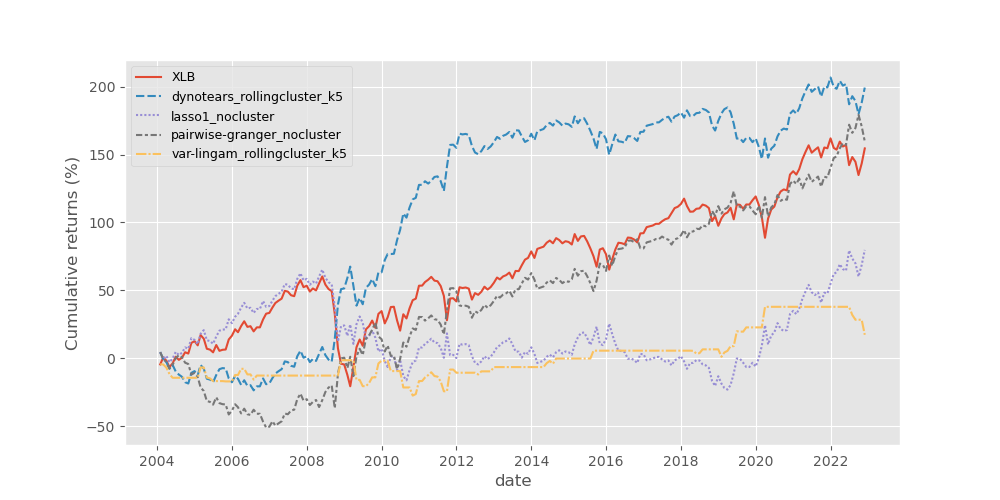 XLB
dynotears_rollingcluster_k5
lasso1_nocluster
pairwise-granger_nocluster
var-lingam_rollingcluster_k5
Cumulative returns (%)
200
150
100
50
0
−50
2004 2006 2008 2010 2012 2014 2016 2018 2020 2022
date